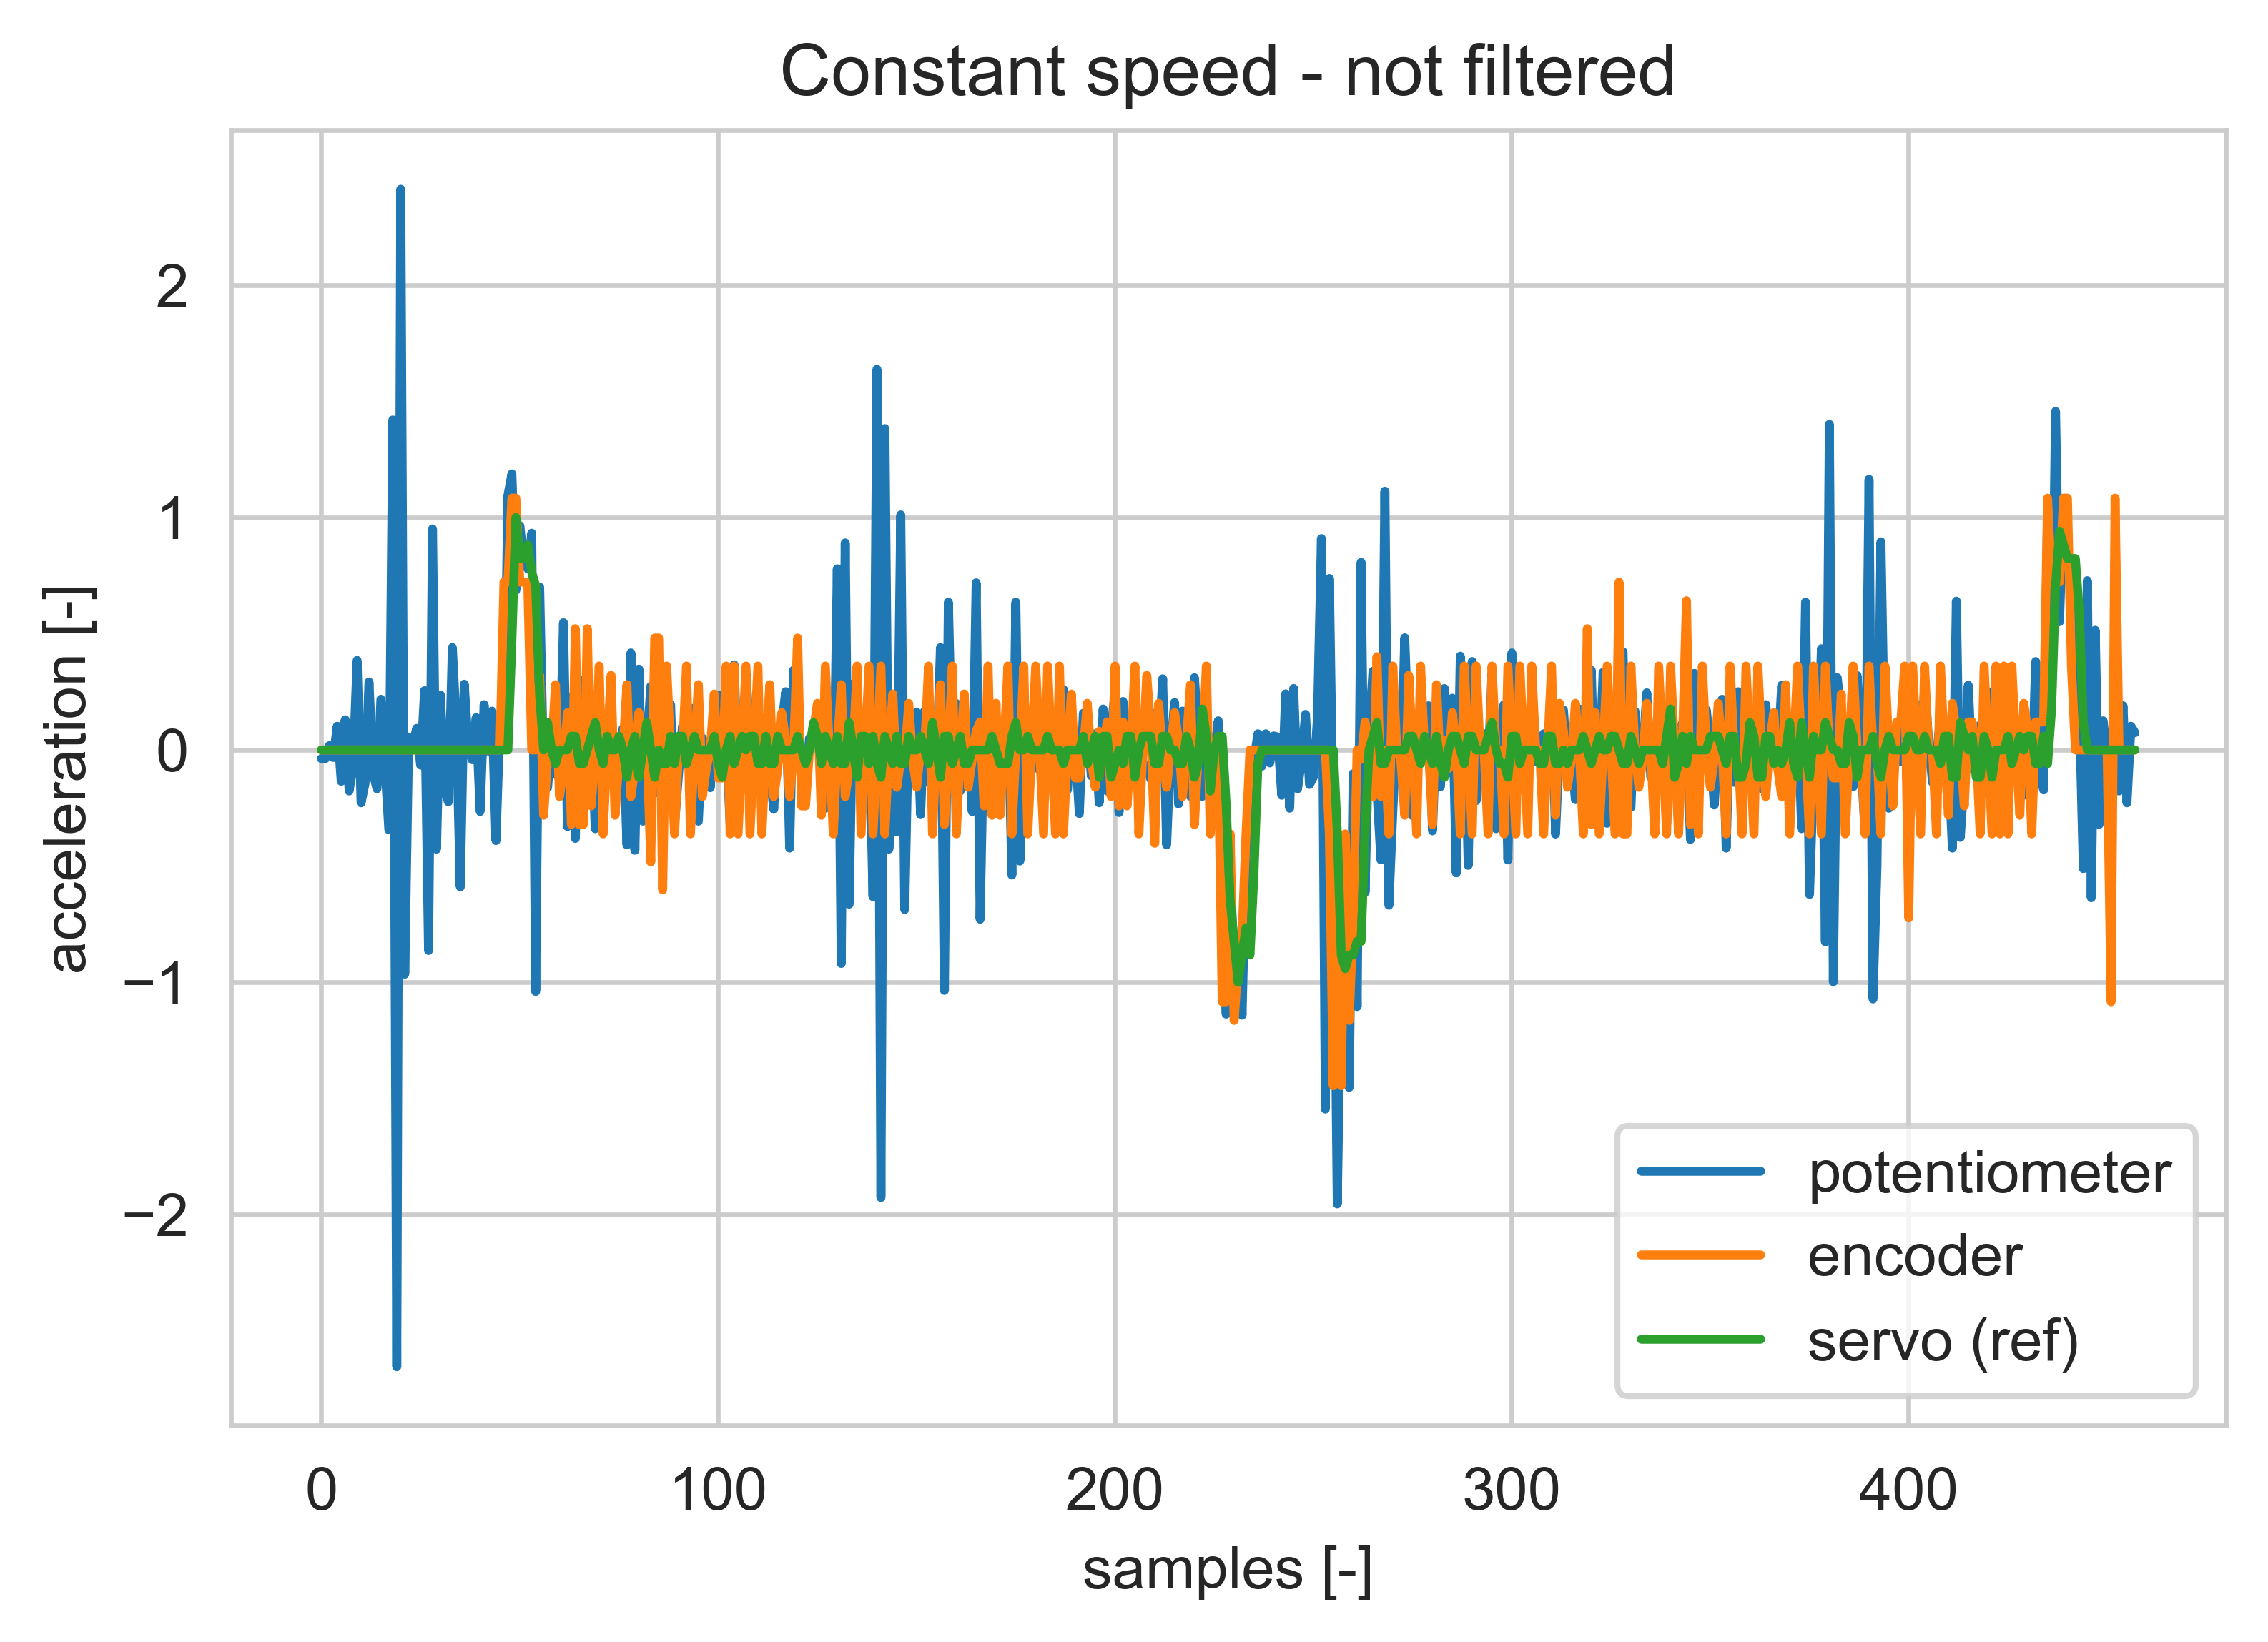 Constant speed - not filtered
acceleration [-]
2
1
0
−1
−2
0 100 200 300 400
samples [-]
potentiometer
encoder
servo (ref)